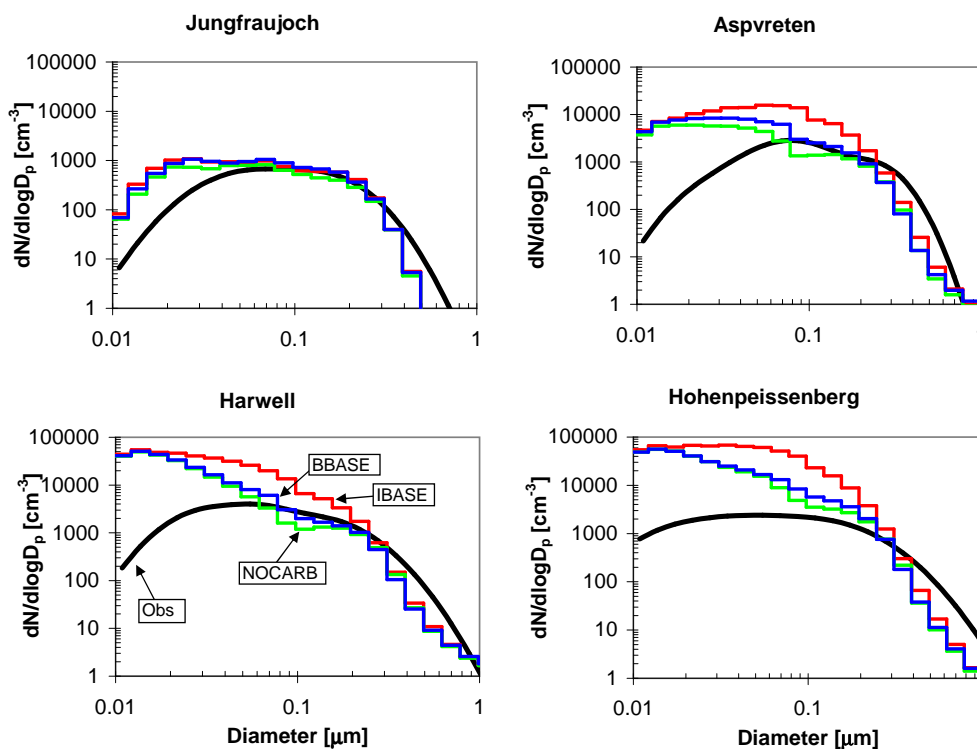 Jungfraujoch
dN/dlogDp [cm-3]
100000
10000
1000
100
10
1
0.01 0.1 1
Aspvreten
dN/dlogDp [cm-3]
100000
10000
1000
100
10
1
0.01 0.1
Harwell
dN/dlogDp [cm-3]
100000
10000
1000
100
10
1
BBASE
IBASE
NOCARB
Obs
0.01 0.1 1
Diameter [μm]
Hohenpeissenberg
dN/dlogDp [cm-3]
100000
10000
1000
100
10
1
0.01 0.1
Diameter [μm]